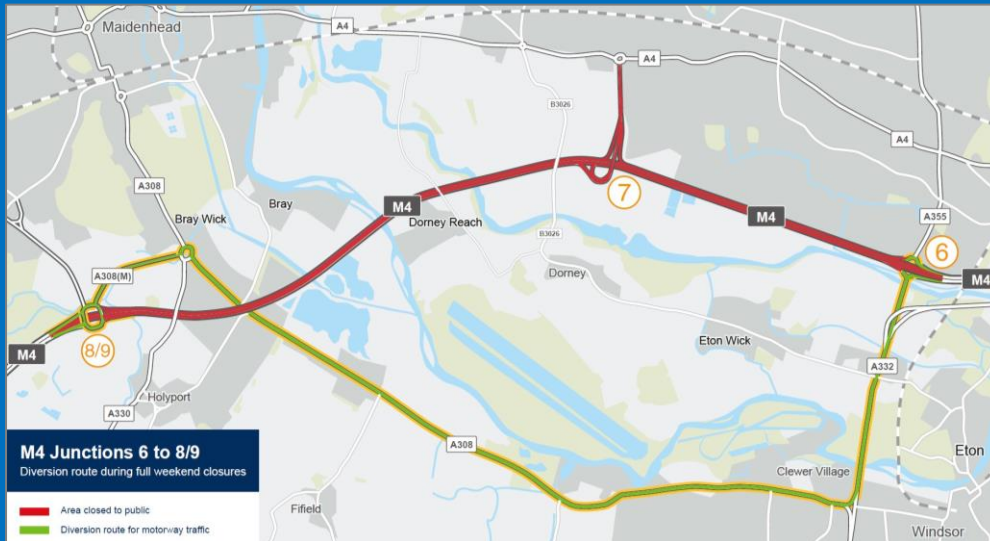 Maidenhead
A4
A4
B3026
A4
A308
M4
7
Bray Wick
Bray
Dorney Reach
M4
A355
B3026
6
A308(M)
Dorney
M4
8/9
M4
Eton Wick
A332
Holyport
A330
A308
Clewer Village
Eton
Fifield
Windsor
M4 Junctions 6 to 8/9
Diversion route during full weekend closures
Area closed to public
Diversion route for motorway traffic